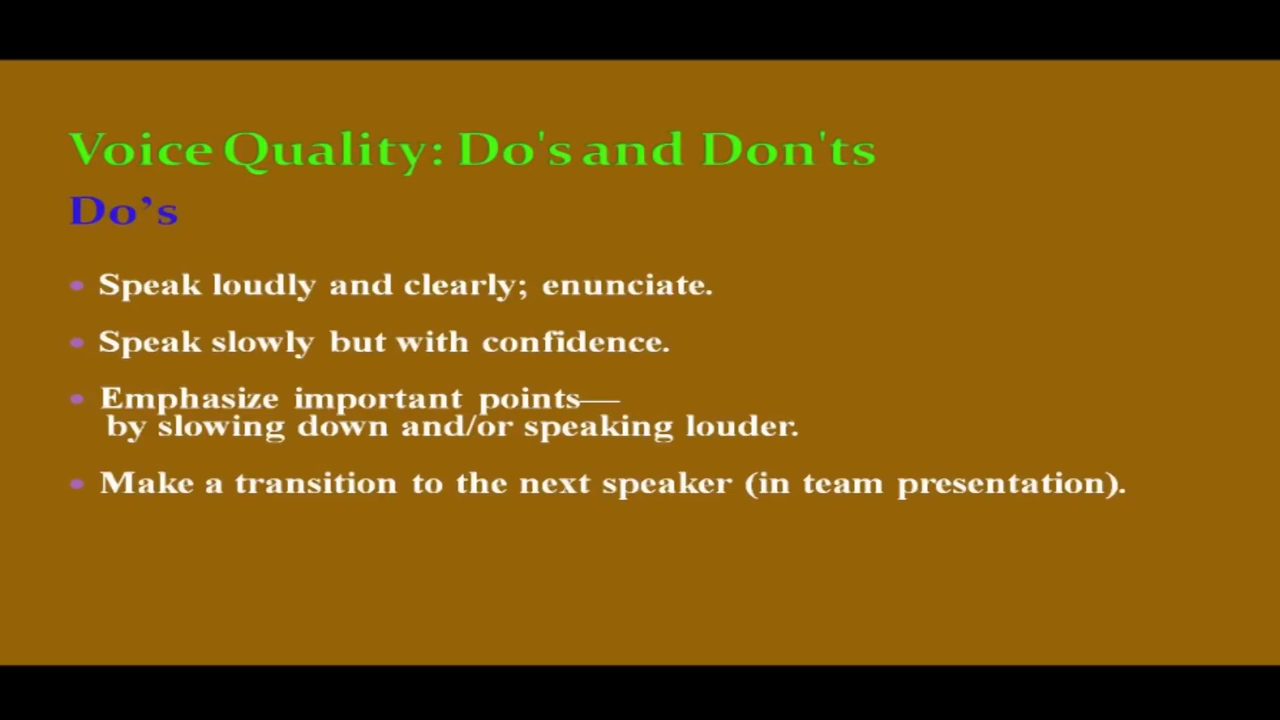 Voice Quality: Do's and Don'ts
Do’s
• Speak loudly and clearly; enunciate.
• Speak slowly but with confidence.
• Emphasize important points—
by slowing down and/or speaking louder.
• Make a transition to the next speaker (in team presentation).